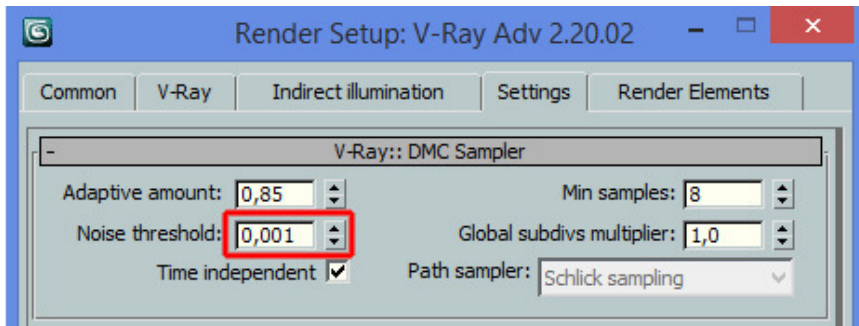 Render Setup: V-Ray Adv 2.20.02
Common V-Ray Indirect illumination Settings Render Elements
- V-Ray:: DMC Sampler
Adaptive amount: 0,85 Min samples: 8
Noise threshold: 0,001 Global subdivs multiplier: 1,0
Time independent Path sampler: Schlick sampling